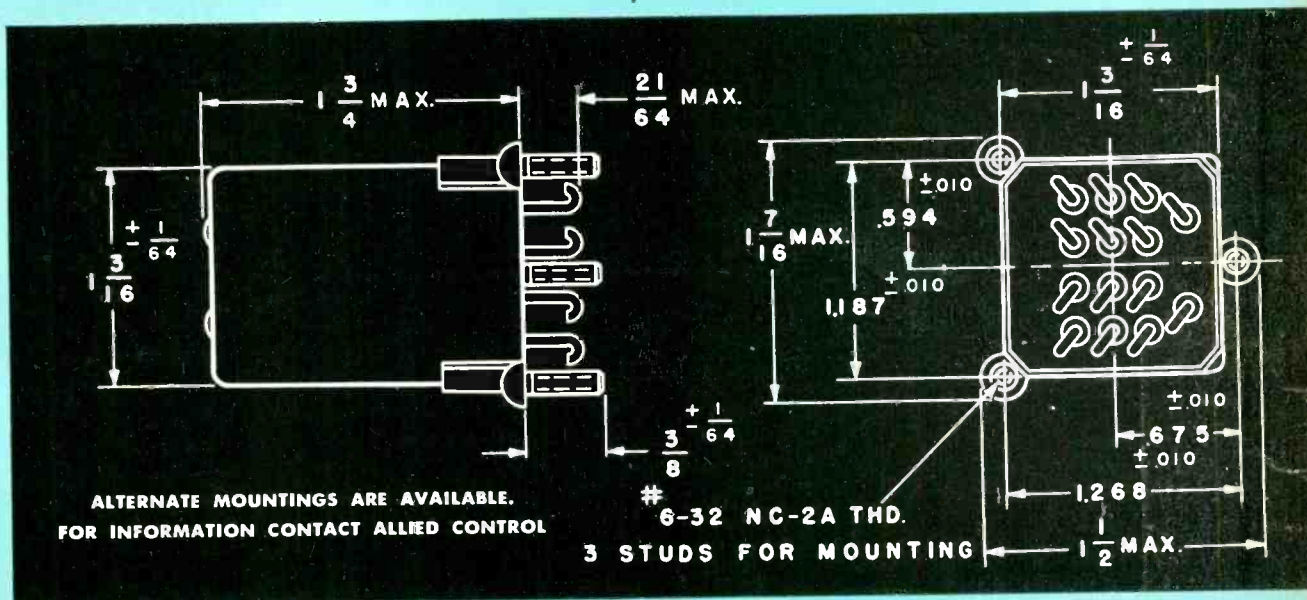 1 3/4 MAX.
21/64 MAX.
1 3/16 ± 1/64
3/8 ± 1/64
ALTERNATE MOUNTINGS ARE AVAILABLE.
FOR INFORMATION CONTACT ALLIED CONTROL
1 3/16 ± 1/64
1 7/16 MAX.
±.010
.594
±.010
1.187
±.010
.675
±.010
1.268
1 1/2 MAX.
#6-32 NC-2A THD.
3 STUDS FOR MOUNTING